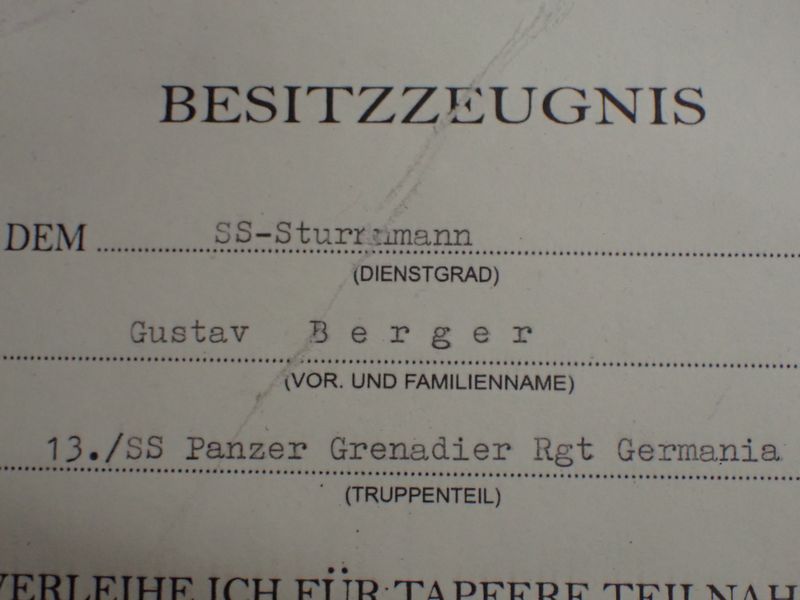 BESITZZEUGNIS
DEM SS-Sturmmann
(DIENSTGRAD)
Gustav Berger
(VOR. UND FAMILIENNAME)
13./SS Panzer Grenadier Rgt Germania
(TRUPPENTEIL)
VERLEIHE ICH FÜR TAPFERE TEILNAH